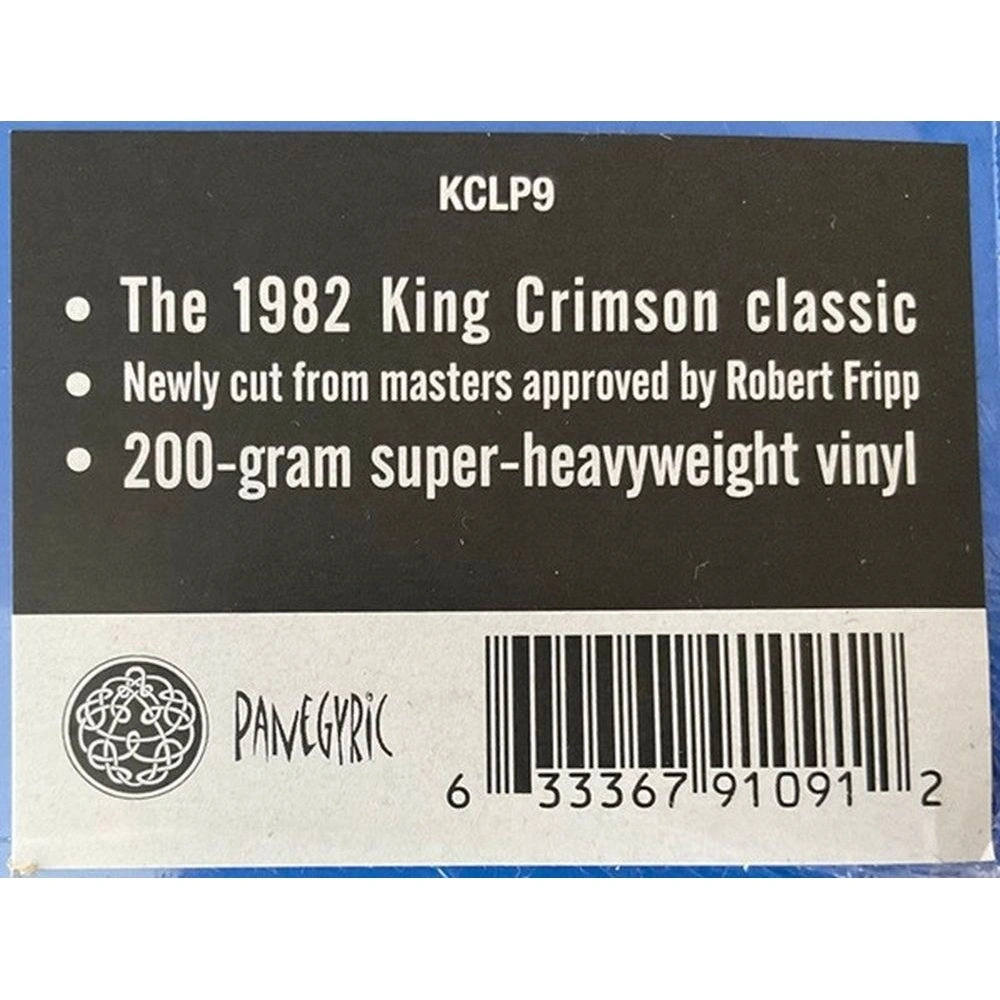 KCLP9
• The 1982 King Crimson classic
• Newly cut from masters approved by Robert Fripp
• 200-gram super-heavyweight vinyl
PANEGYRIC
6 33367 91091 2